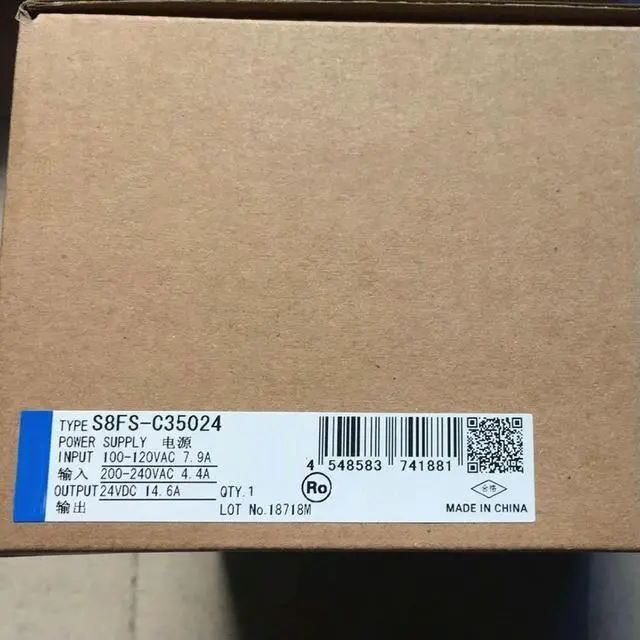 TYPE S8FS-C35024
POWER SUPPLY 电源
INPUT 100-120VAC 7.9A
输入 200-240VAC 4.4A
OUTPUT 24VDC 14.6A
输出
QTY.1
LOT No.18718M
4 548583 741881
Ro
合格
MADE IN CHINA